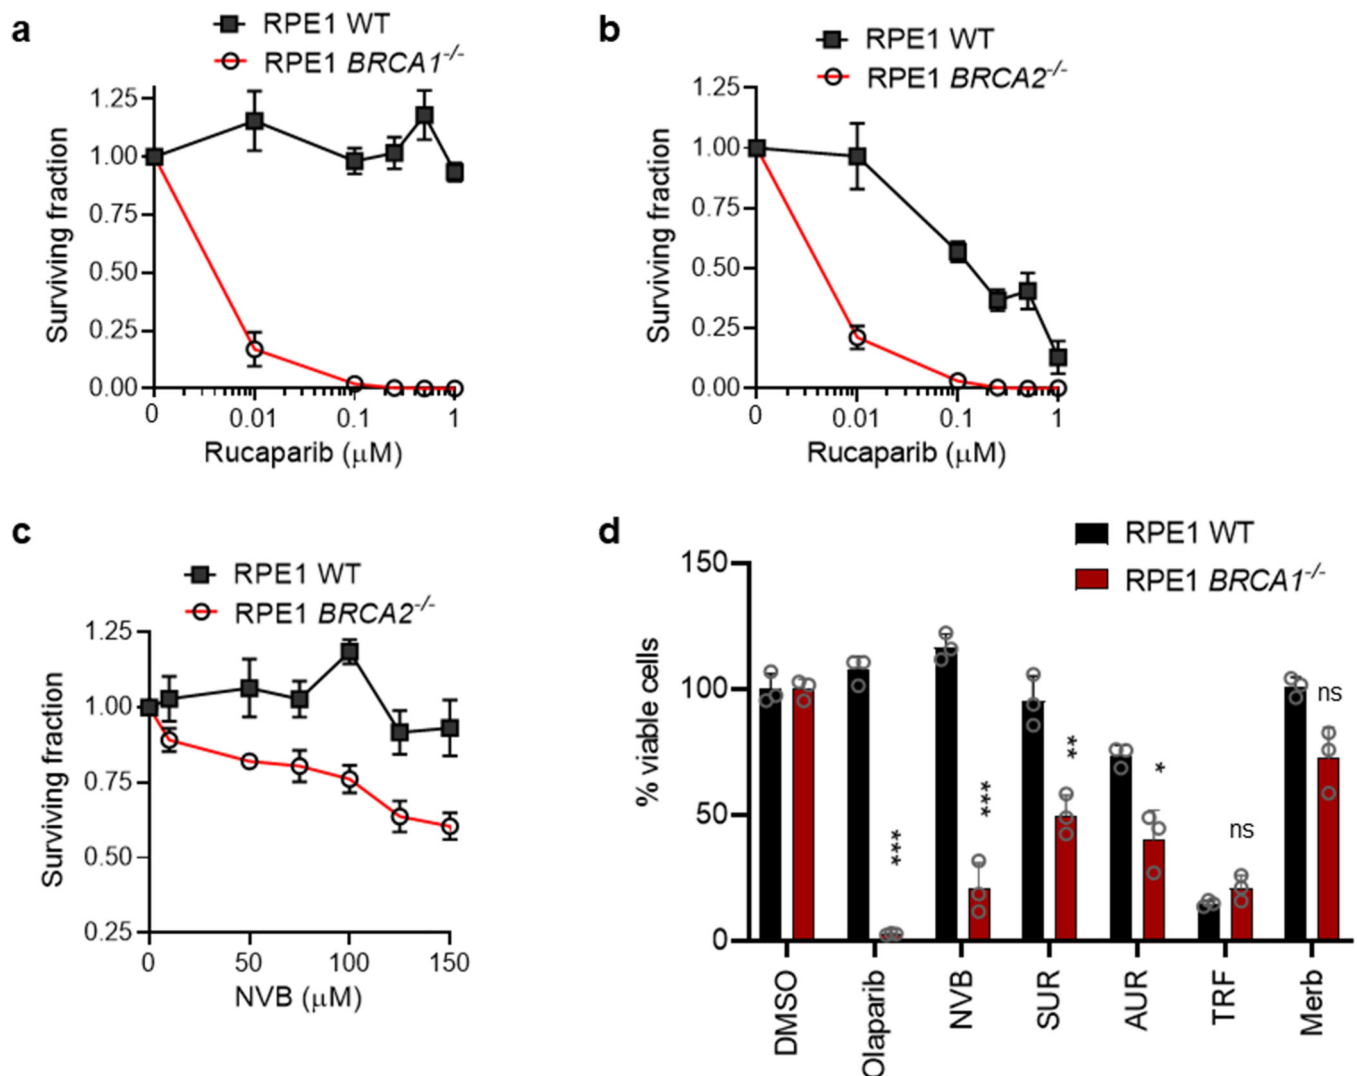 a
RPE1 WT
RPE1 BRCA1-/-
1.25
1.00
0.75
0.50
0.25
0.00
Surviving fraction
0
0.01
0.1
1
Rucaparib (μM)
b
RPE1 WT
RPE1 BRCA2-/-
1.25
1.00
0.75
0.50
0.25
0.00
Surviving fraction
0
0.01
0.1
1
Rucaparib (μM)
c
RPE1 WT
RPE1 BRCA2-/-
1.25
1.00
0.75
0.50
0.25
Surviving fraction
0
50
100
150
NVB (μM)
d
RPE1 WT
RPE1 BRCA1-/-
150
100
50
0
% viable cells
***
***
**
*
ns
ns
DMSO
Olaparib
NVB
SUR
AUR
TRF
Merb